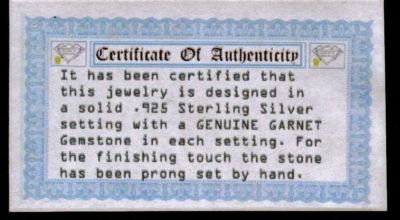 Certificate Of Authenticity
It has been certified that
this jewelry is designed in
a solid .925 Sterling Silver
setting with a GENUINE GARNET
Gemstone in each setting. For
the finishing touch the stone
has been prong set by hand.